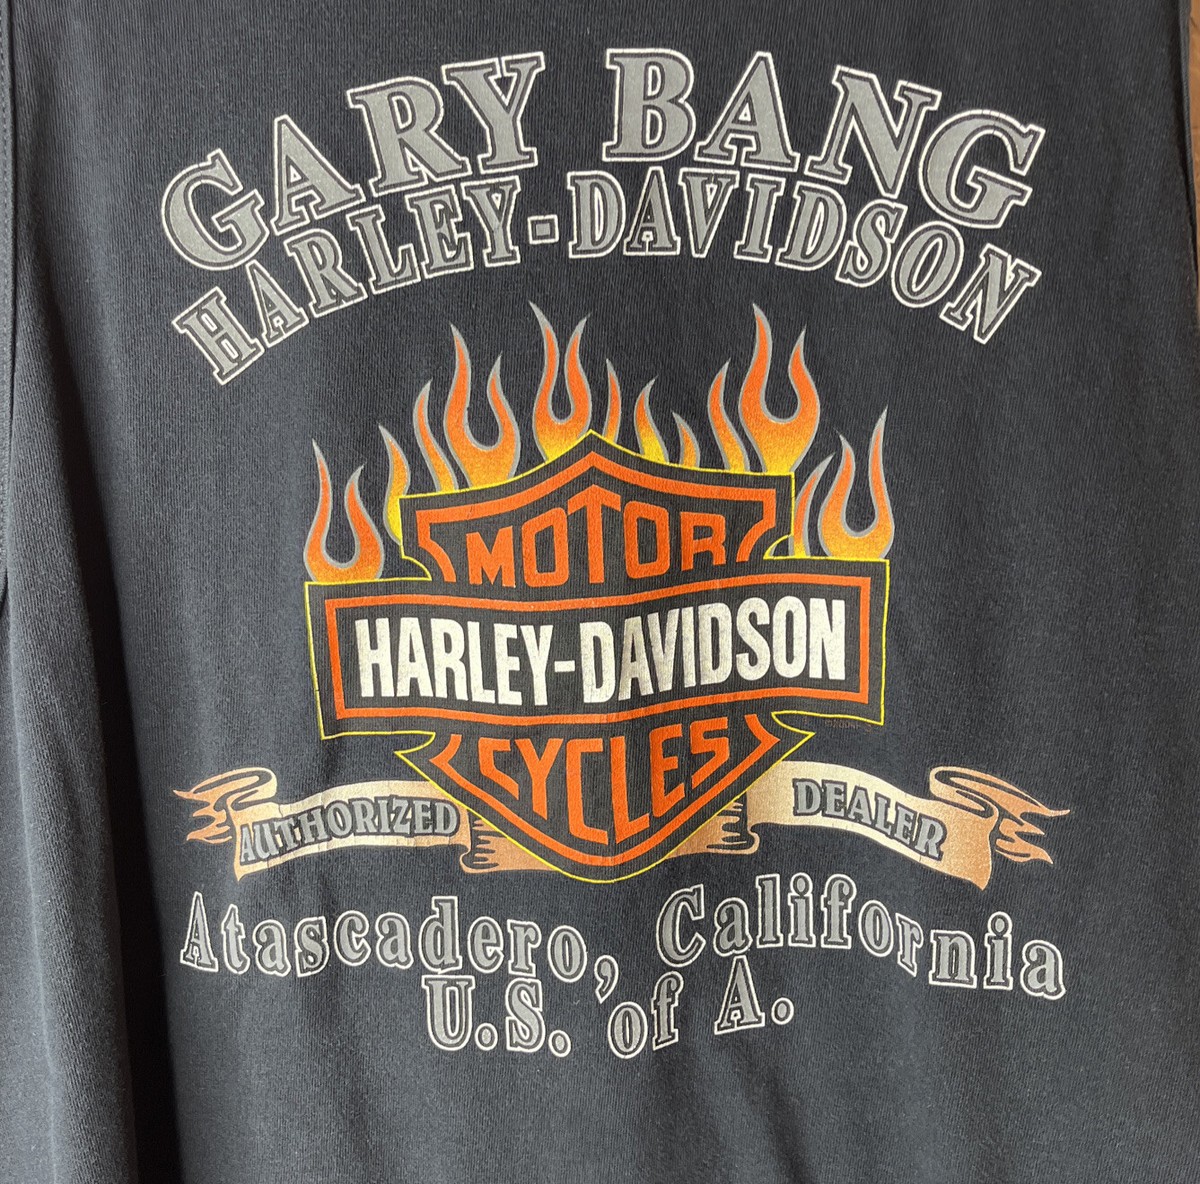 GARY BANG
HARLEY-DAVIDSON
MOTOR
HARLEY-DAVIDSON
CYCLES
AUTHORIZED DEALER
Atascadero, California
U.S. of A.